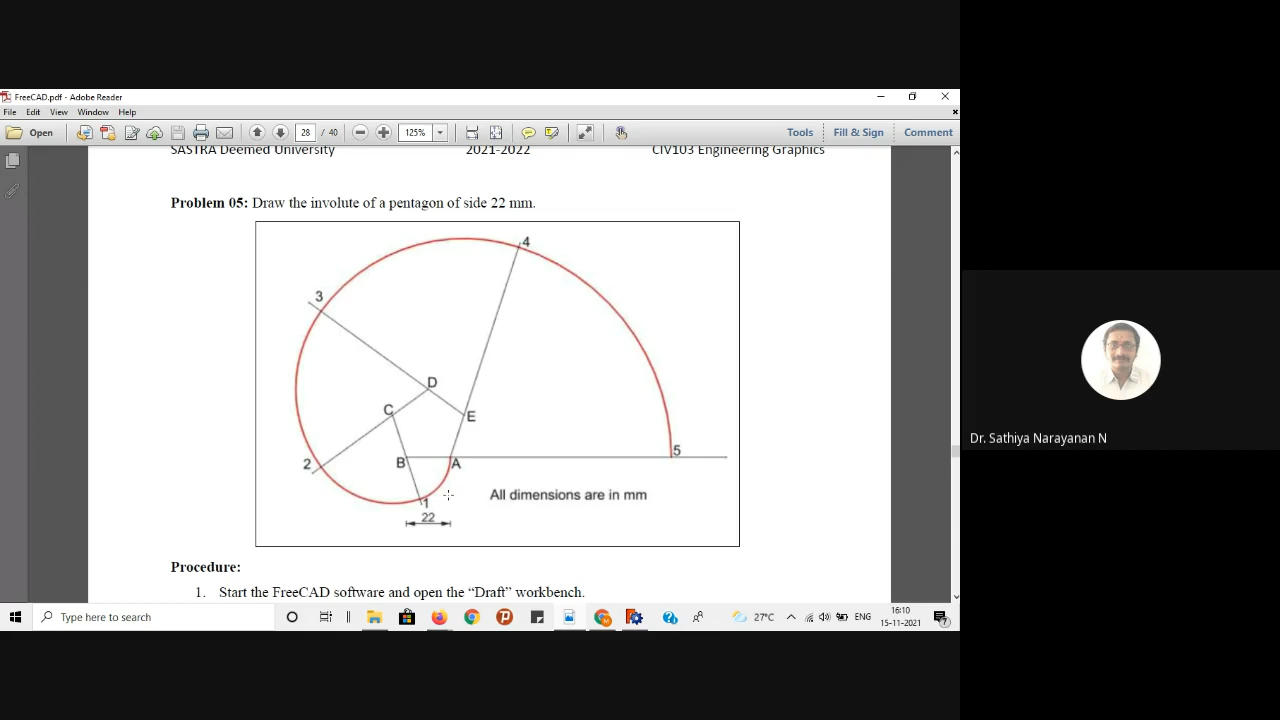 FreeCAD.pdf - Adobe Reader
File Edit View Window Help
Open 28 / 40 125% Tools Fill & Sign Comment
SASTRA Deemed University 2021-2022 CIV103 Engineering Graphics
Problem 05: Draw the involute of a pentagon of side 22 mm.
4
3
D
C
E
5
2
B
A
All dimensions are in mm
1
22
Procedure:
1. Start the FreeCAD software and open the “Draft” workbench.
Dr. Sathiya Narayanan N
Type here to search
27°C ENG
16:10
15-11-2021
7